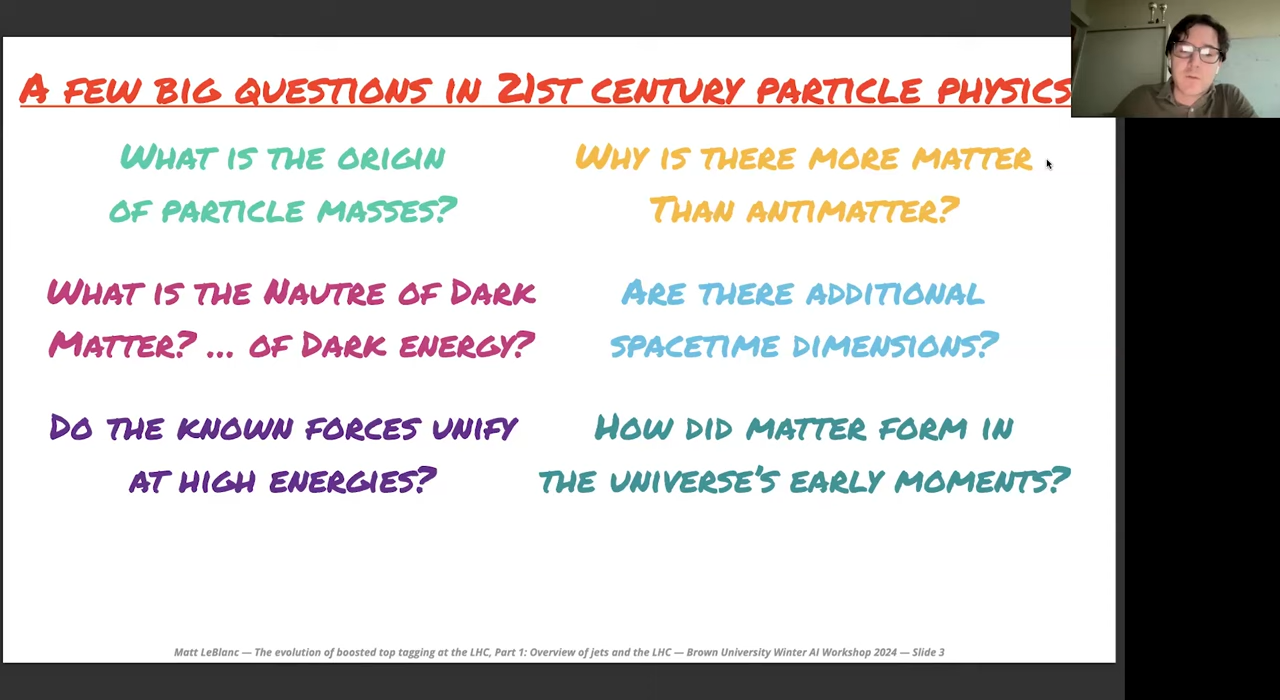 A few big questions in 21st century particle physics
What is the origin
of particle masses?
Why is there more matter
Than antimatter?
What is the Nautre of Dark
Matter? ... of Dark energy?
Are there additional
spacetime dimensions?
Do the known forces unify
at high energies?
How did matter form in
the universe's early moments?
Matt LeBlanc — The evolution of boosted top tagging at the LHC, Part 1: Overview of jets and the LHC — Brown University Winter AI Workshop 2024 — Slide 3